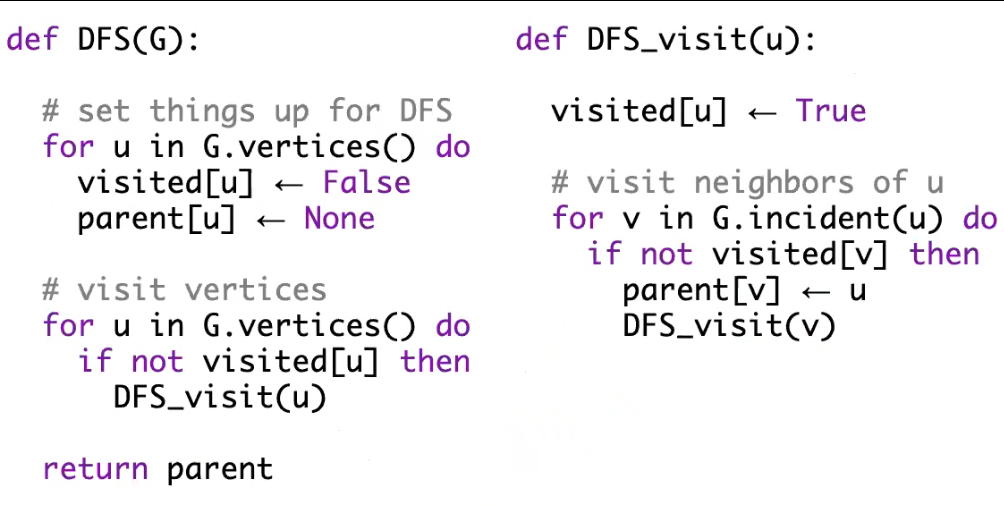 def DFS(G):
# set things up for DFS
for u in G.vertices() do
visited[u] ← False
parent[u] ← None
# visit vertices
for u in G.vertices() do
if not visited[u] then
DFS_visit(u)
return parent
def DFS_visit(u):
visited[u] ← True
# visit neighbors of u
for v in G.incident(u) do
if not visited[v] then
parent[v] ← u
DFS_visit(v)